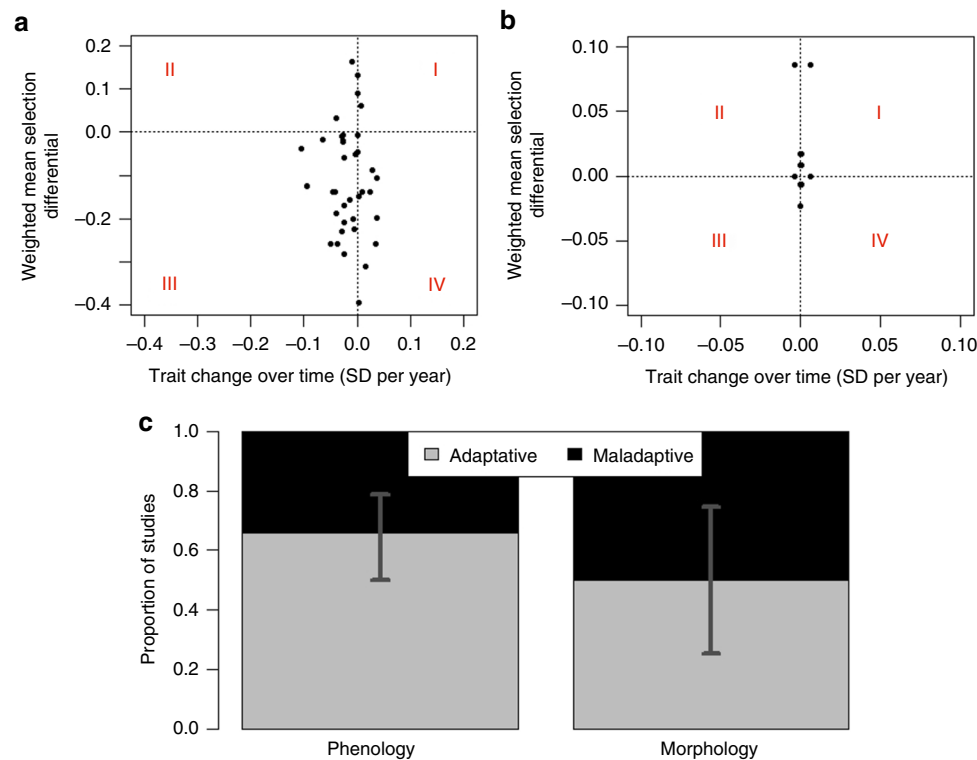 a
0.2
0.1
0.0
–0.2
–0.4
Weighted mean selection
differential
II
I
III
IV
–0.4
–0.3
–0.2
–0.1
0.0
0.1
0.2
Trait change over time (SD per year)
b
0.10
0.05
0.00
–0.05
–0.10
Weighted mean selection
differential
II
I
III
IV
–0.10
–0.05
0.00
0.05
0.10
Trait change over time (SD per year)
c
1.0
0.8
0.6
0.4
0.2
0.0
Proportion of studies
Adaptative
Maladaptive
Phenology
Morphology